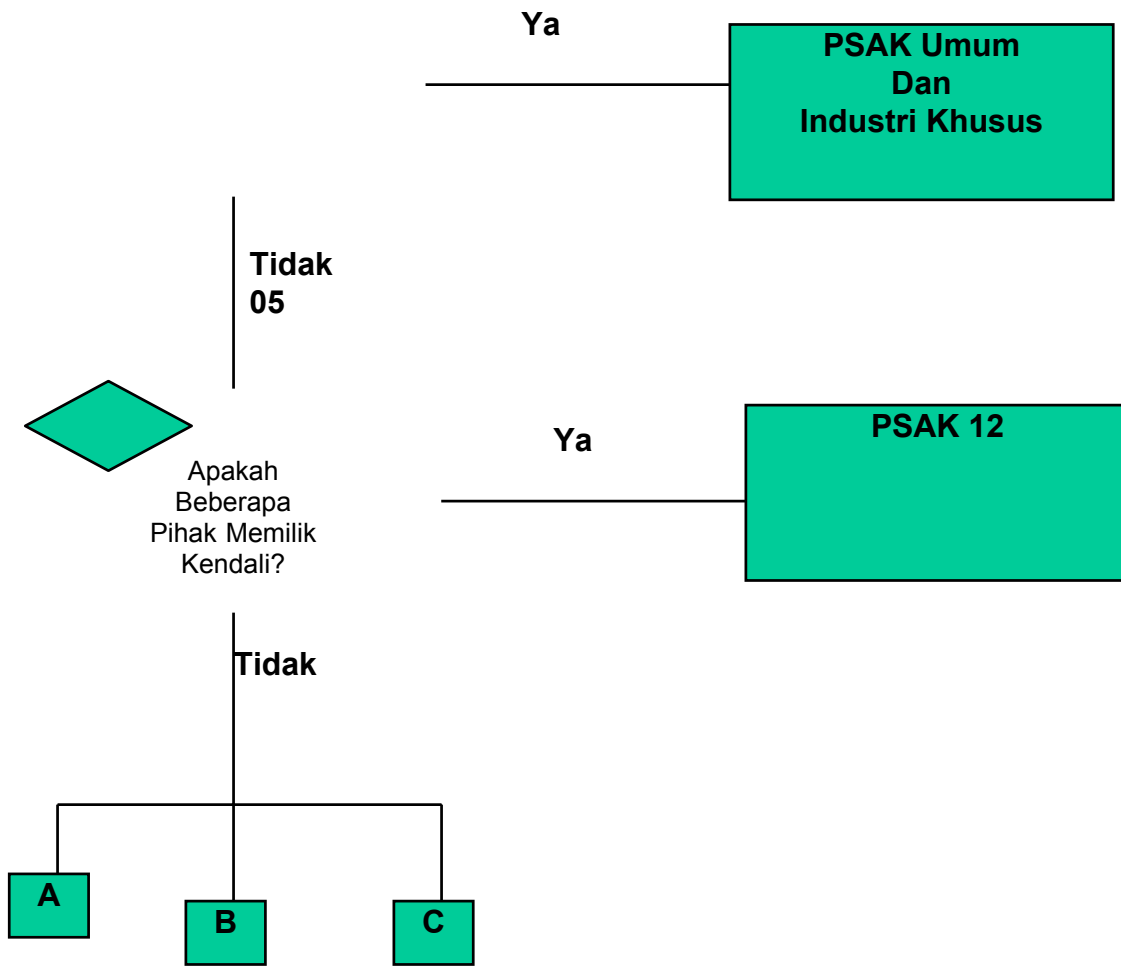 Ya
PSAK Umum
Dan
Industri Khusus
Tidak
05
Ya
PSAK 12
Apakah
Beberapa
Pihak Memilik
Kendali?
Tidak
A
B
C